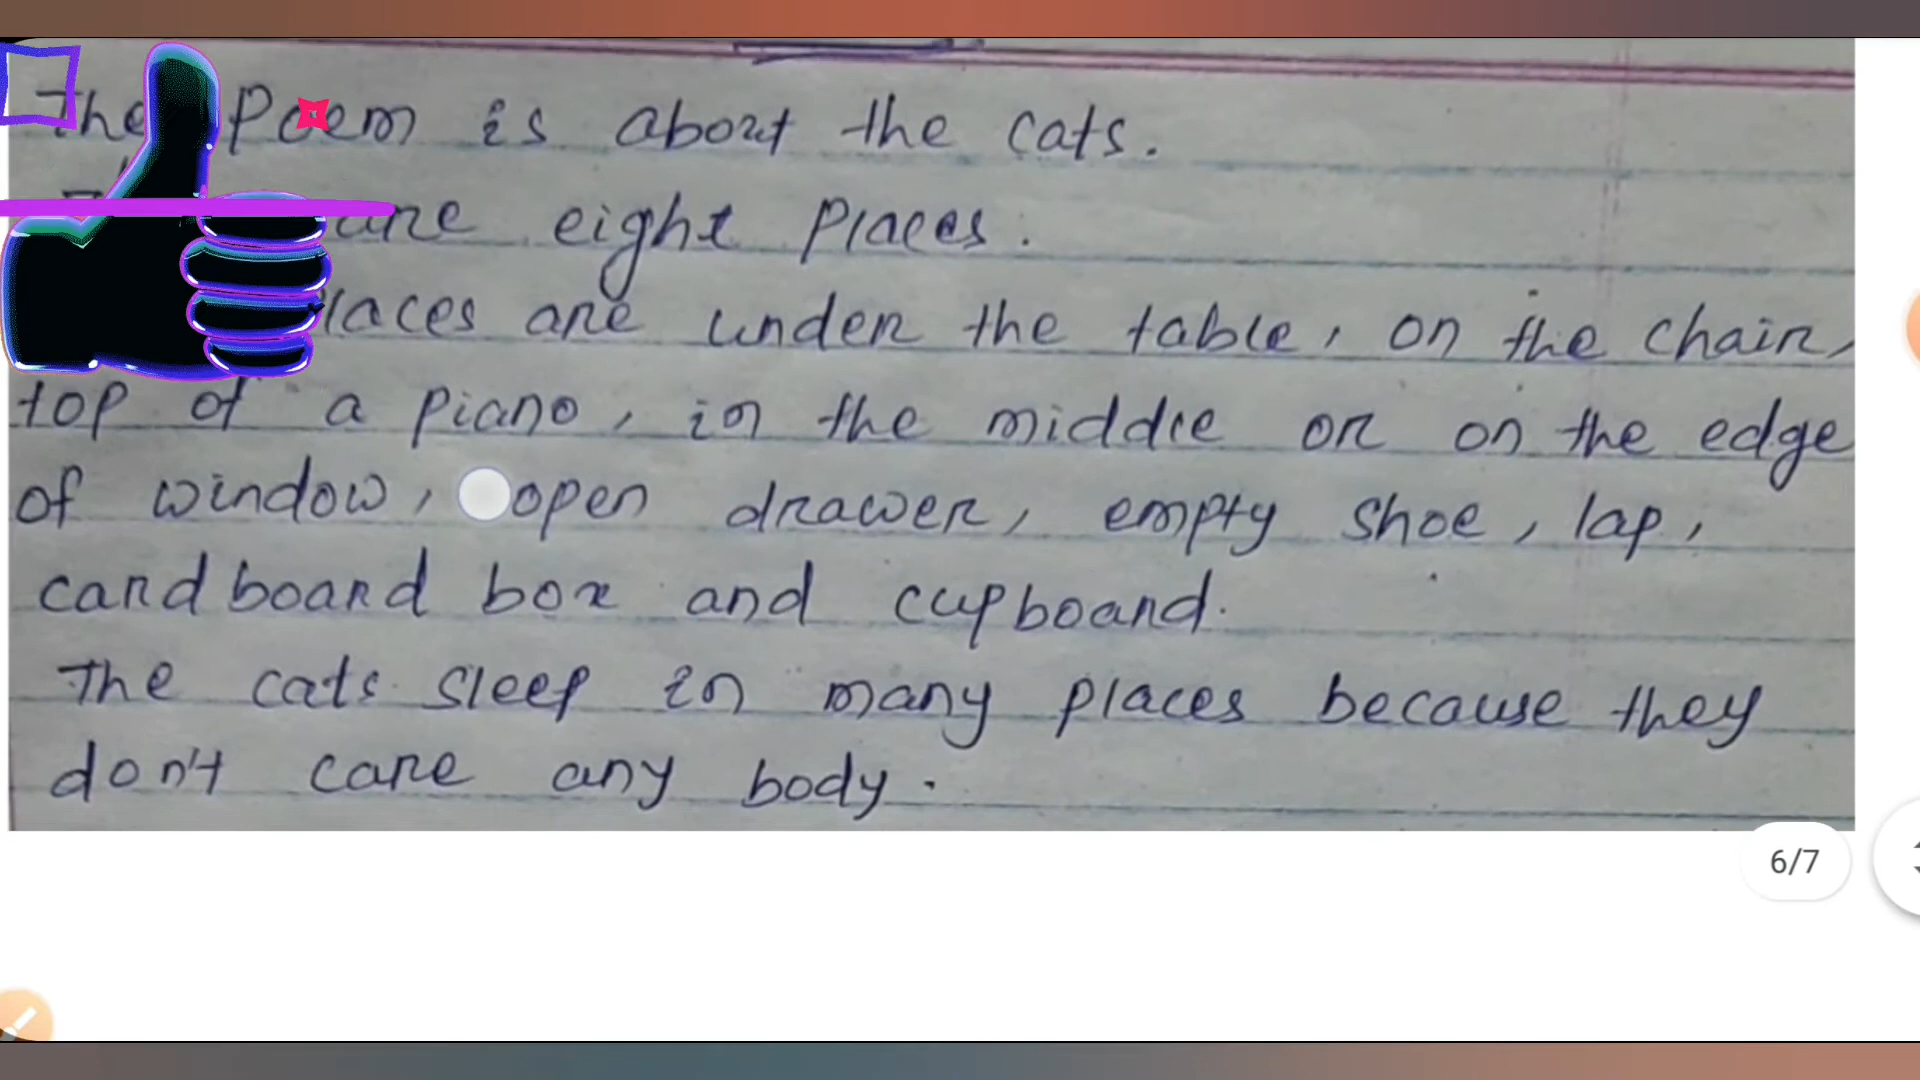 The Poem is about the cats.
are eight places.
laces are under the table, on the chair,
top of a piano, in the middle or on the edge
of window, open drawer, empty shoe, lap,
cardboard box and cupboard.
The cats sleep in many places because they
don't care any body.
6/7